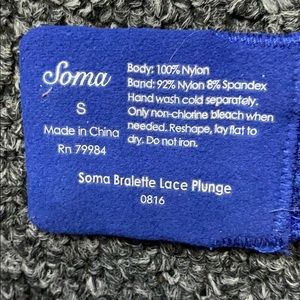 Soma
S
Made in China
Rn 79984
Body: 100% Nylon
Band: 92% Nylon 8% Spandex
Hand wash cold separately.
Only non-chlorine bleach when
needed. Reshape, lay flat to
dry. Do not iron.
Soma Bralette Lace Plunge
0816